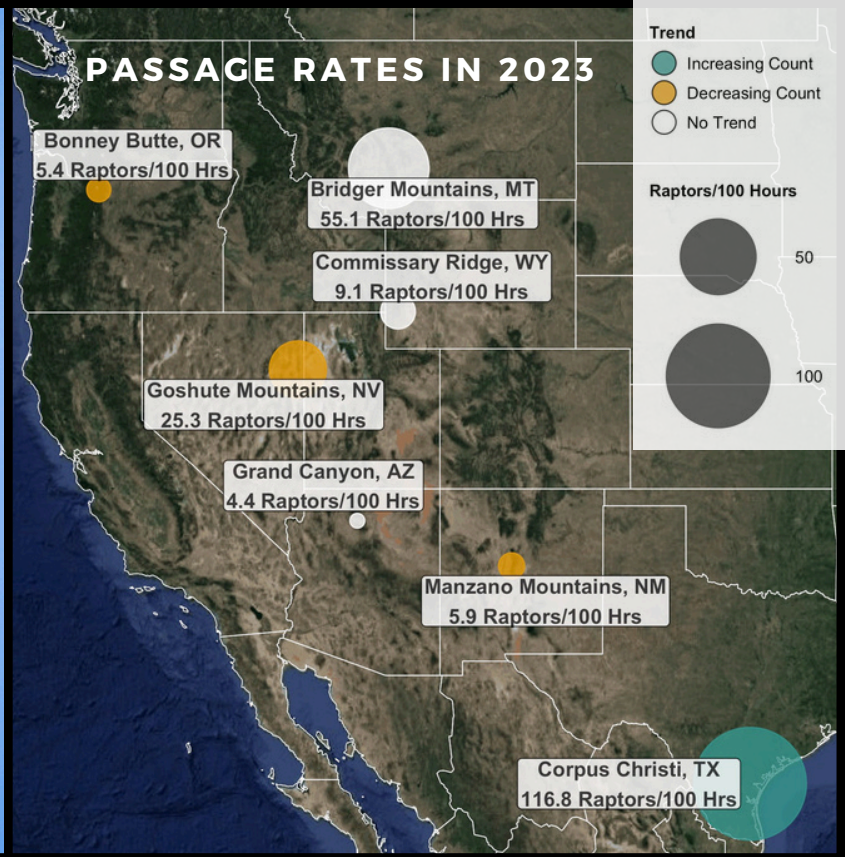 PASSAGE RATES IN 2023
Trend
Increasing Count
Decreasing Count
No Trend
Raptors/100 Hours
50
100
Bonney Butte, OR
5.4 Raptors/100 Hrs
Bridger Mountains, MT
55.1 Raptors/100 Hrs
Commissary Ridge, WY
9.1 Raptors/100 Hrs
Goshute Mountains, NV
25.3 Raptors/100 Hrs
Grand Canyon, AZ
4.4 Raptors/100 Hrs
Manzano Mountains, NM
5.9 Raptors/100 Hrs
Corpus Christi, TX
116.8 Raptors/100 Hrs